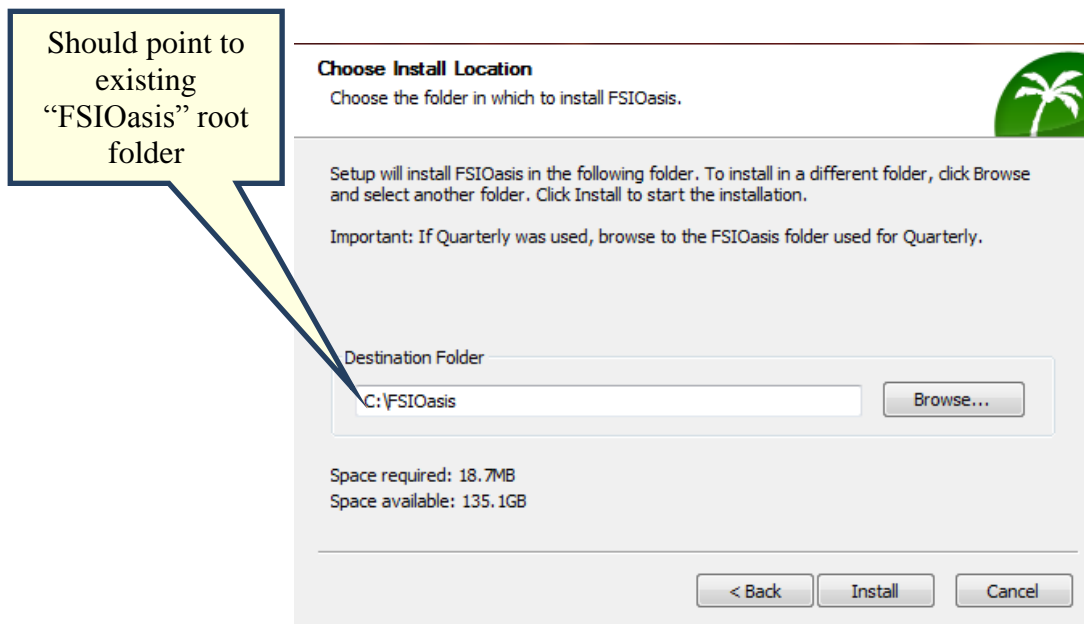 Should point to
existing
“FSIOasis” root
folder
Choose Install Location
Choose the folder in which to install FSIOasis.
Setup will install FSIOasis in the following folder. To install in a different folder, click Browse
and select another folder. Click Install to start the installation.
Important: If Quarterly was used, browse to the FSIOasis folder used for Quarterly.
Destination Folder
C:\FSIOasis
Browse...
Space required: 18.7MB
Space available: 135.1GB
< Back
Install
Cancel